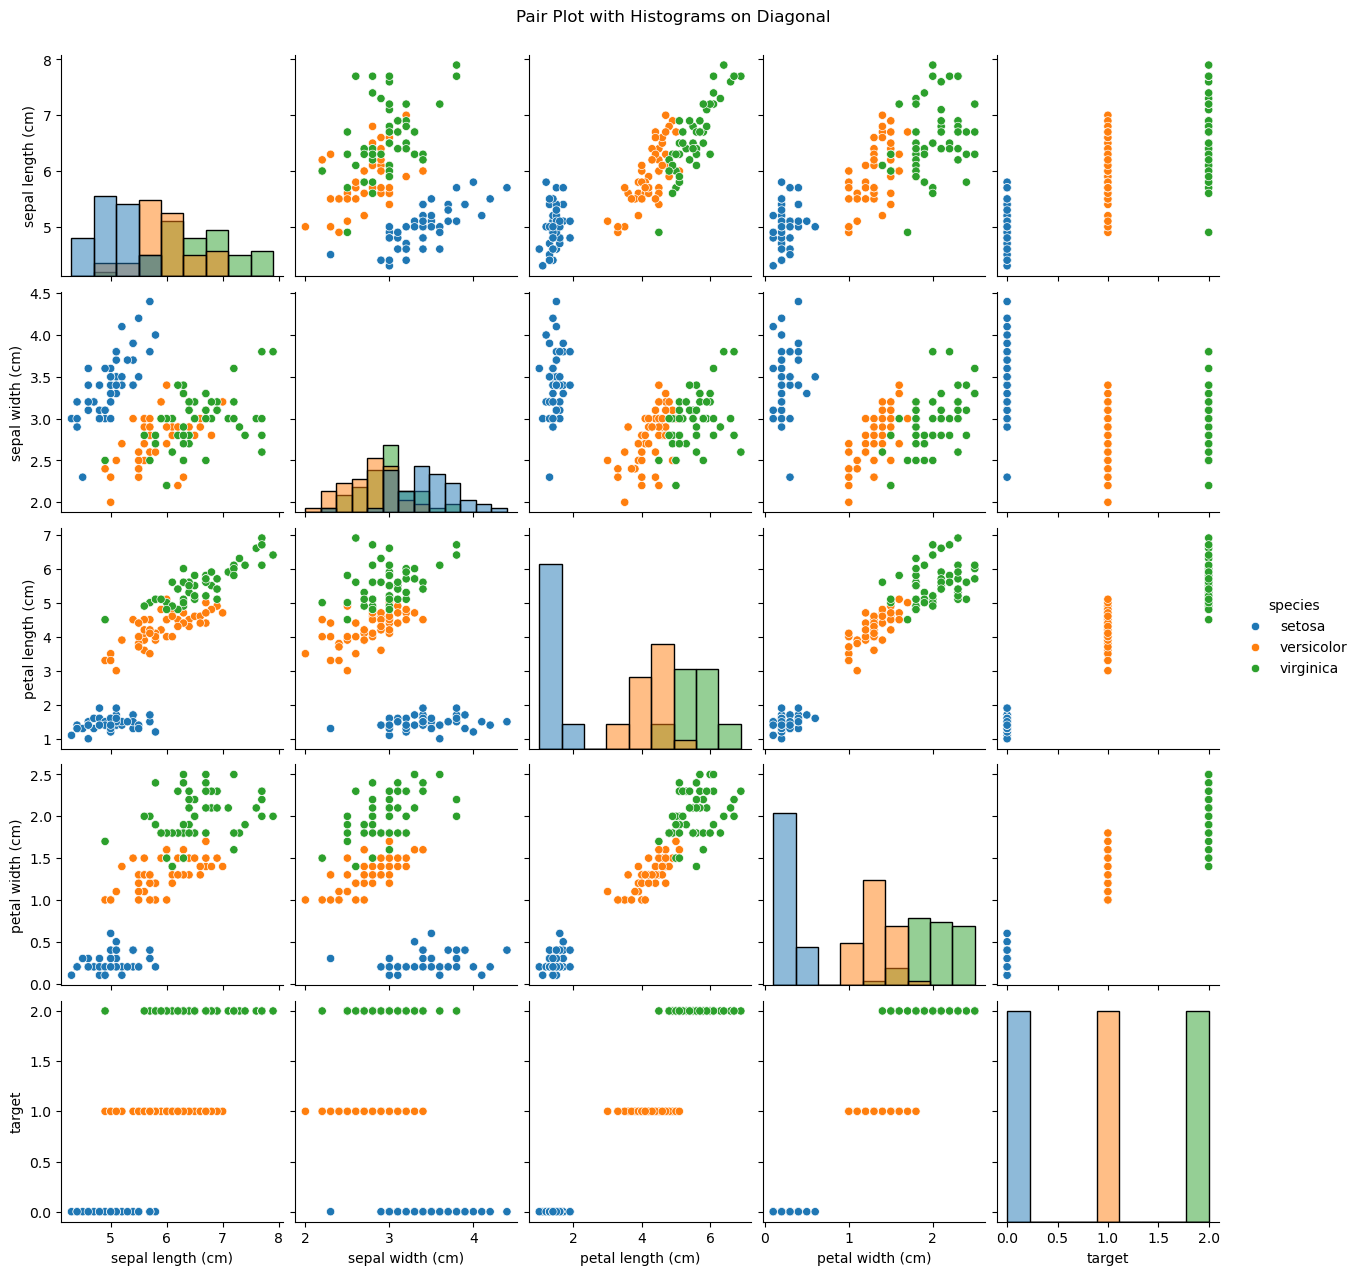 Pair Plot with Histograms on Diagonal
sepal length (cm)
8
7
6
5
sepal width (cm)
4.5
4.0
3.5
3.0
2.5
2.0
petal length (cm)
7
6
5
4
3
2
1
species
setosa
versicolor
virginica
petal width (cm)
2.5
2.0
1.5
1.0
0.5
0.0
target
2.0
1.5
1.0
0.5
0.0
5 6 7 8
2 3 4
2 4 6
0 1 2
0.0 0.5 1.0 1.5 2.0
sepal length (cm)
sepal width (cm)
petal length (cm)
petal width (cm)
target